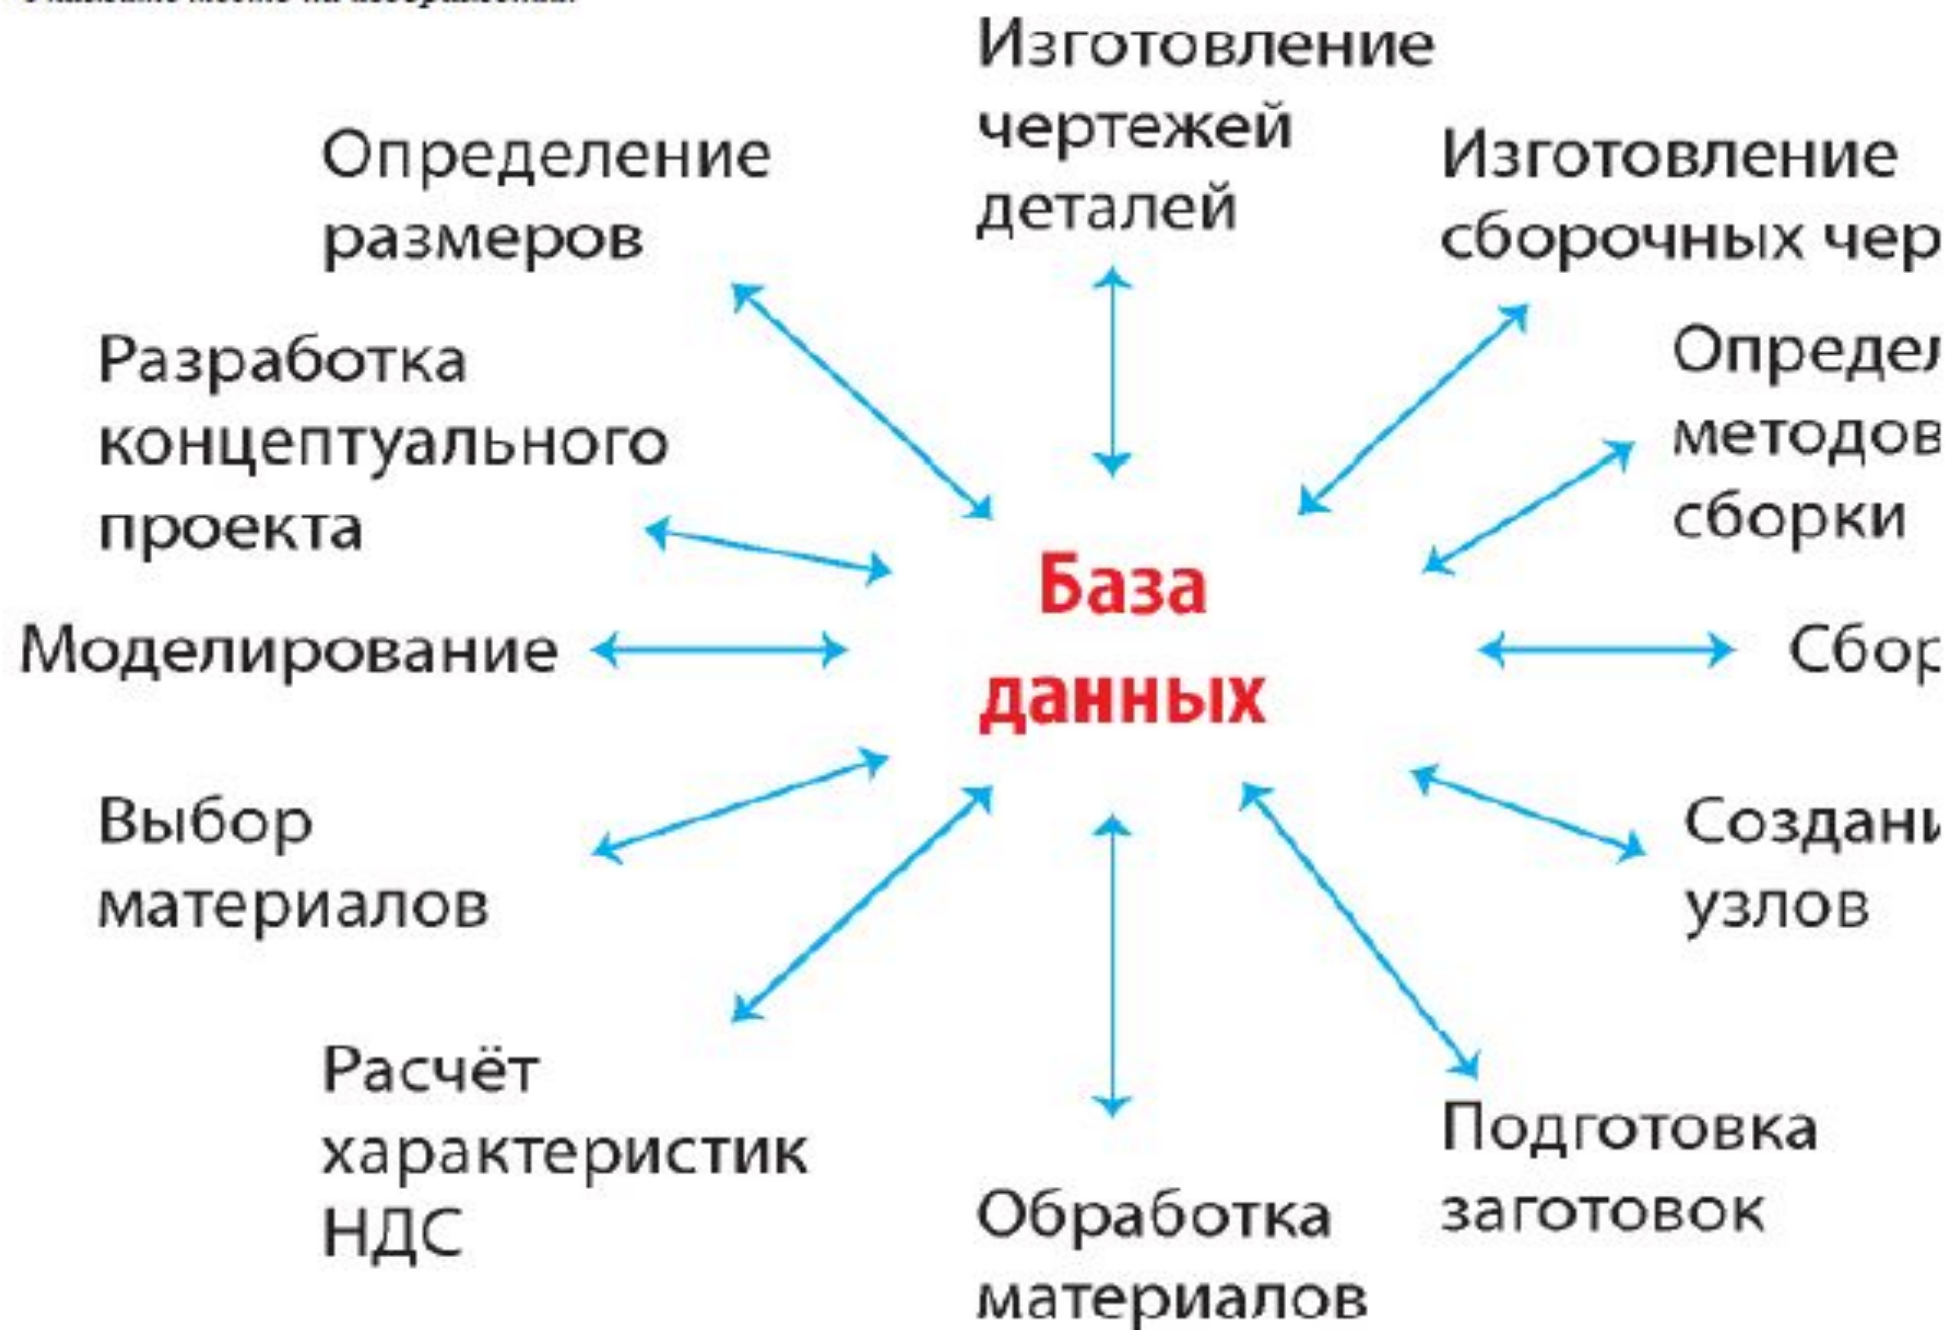 Изготовление
чертежей
деталей
Определение
размеров
Изготовление
сборочных чер
Разработка
концептуального
проекта
Определ
методов
сборки
База
данных
Моделирование
Сбор
Выбор
материалов
Создани
узлов
Расчёт
характеристик
НДС
Подготовка
заготовок
Обработка
материалов